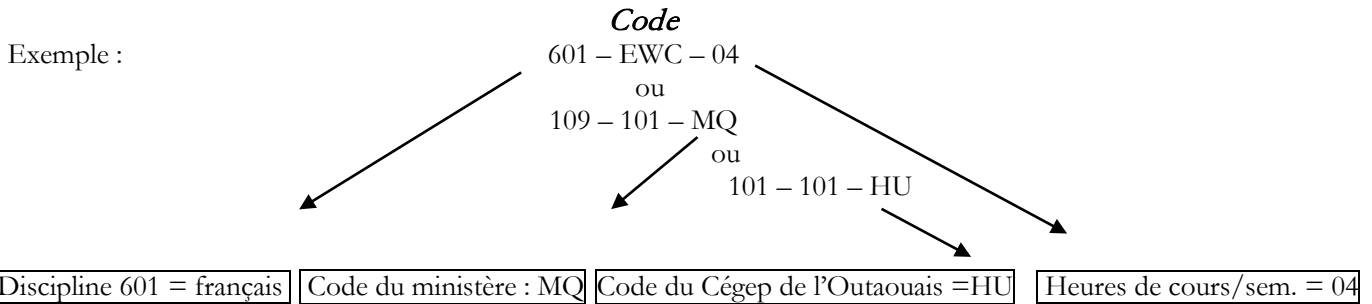 Code
Exemple :
601 – EWC – 04
ou
109 – 101 – MQ
ou
101 – 101 – HU
Discipline 601 = français
Code du ministère : MQ
Code du Cégep de l’Outaouais =HU
Heures de cours/sem. = 04